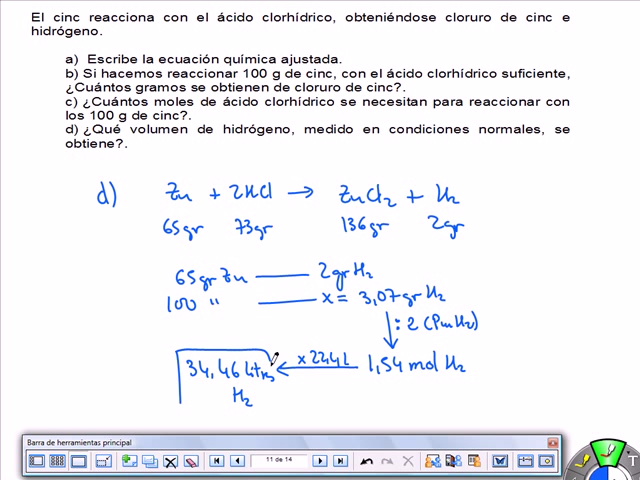 El cinc reacciona con el ácido clorhídrico, obteniéndose cloruro de cinc e
hidrógeno.
a) Escribe la ecuación química ajustada.
b) Si hacemos reaccionar 100 g de cinc, con el ácido clorhídrico suficiente,
¿Cuántos gramos se obtienen de cloruro de cinc?.
c) ¿Cuántos moles de ácido clorhídrico se necesitan para reaccionar con
los 100 g de cinc?.
d) ¿Qué volumen de hidrógeno, medido en condiciones normales, se
obtiene?.
d) Zn + 2HCl → ZnCl2 + H2
65gr 73gr 136gr 2gr
65gr Zn —— 2gr H2
100 " —— x = 3,07gr H2
: 2 (Pm H2)
34,46 Litros ← x 22,4L 1,54 mol H2
H2
Barra de herramientas principal
11 de 14
T